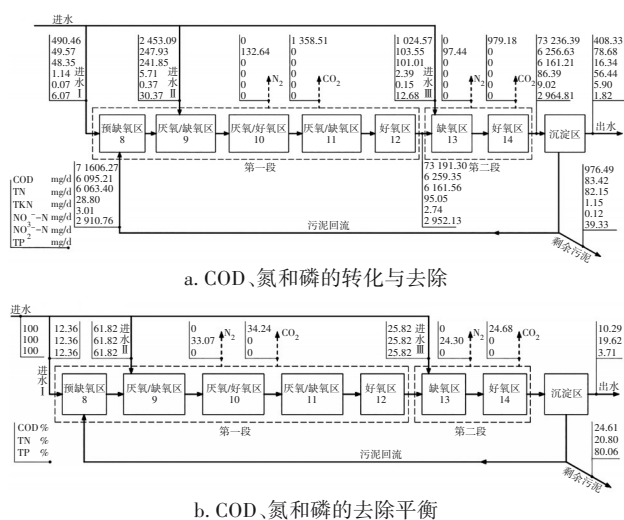 进水
490.46
49.57
48.35
1.14
0.07
6.07
进水Ⅰ
2 453.09
247.93
241.85
5.71
0.37
30.37
进水Ⅱ
0
132.64
0
0
0
0
N2
1 358.51
0
0
0
0
0
CO2
1 024.57
103.55
101.01
2.39
0.15
12.68
进水Ⅲ
0
97.44
0
0
0
0
N2
979.18
0
0
0
0
0
CO2
73 236.39
6 256.63
6 161.21
86.39
9.02
2 964.81
408.33
78.68
16.34
56.44
5.90
1.82
预缺氧区 8
厌氧/缺氧区 9
厌氧/好氧区 10
厌氧/缺氧区 11
好氧区 12
缺氧区 13
好氧区 14
沉淀区
出水
第一段
第二段
COD mg/d
TN mg/d
TKN mg/d
NO3−-N mg/d
NO2−-N mg/d
TP mg/d
7 1606.27
6 095.21
6 063.40
28.80
3.01
2 910.76
73 191.30
6 259.35
6 161.56
95.05
2.74
2 952.13
976.49
83.42
82.15
1.15
0.12
39.33
污泥回流
剩余污泥
a. COD、氮和磷的转化与去除
进水
100
100
100
进水Ⅰ
12.36
12.36
12.36
61.82
61.82
61.82
进水Ⅱ
0
33.07
0
N2
34.24
0
0
CO2
25.82
25.82
25.82
进水Ⅲ
0
24.30
0
N2
24.68
0
0
CO2
10.29
19.62
3.71
预缺氧区 8
厌氧/缺氧区 9
厌氧/好氧区 10
厌氧/缺氧区 11
好氧区 12
缺氧区 13
好氧区 14
沉淀区
出水
第一段
第二段
COD %
TN %
TP %
污泥回流
24.61
20.80
80.06
剩余污泥
b. COD、氮和磷的去除平衡